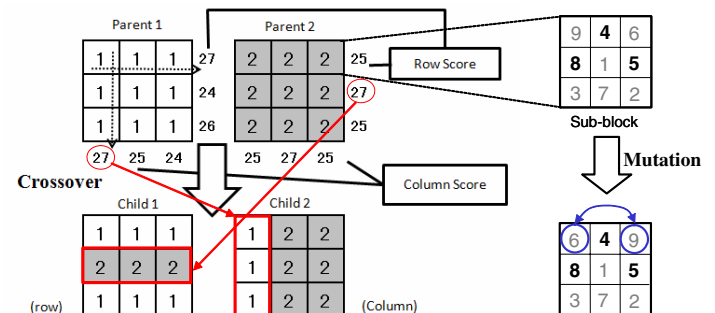 Parent 1
Parent 2
1 1 1 27
1 1 1 24
1 1 1 26
27 25 24
2 2 2 25
2 2 2 27
2 2 2 25
25 27 25
Row Score
Column Score
9 4 6
8 1 5
3 7 2
Sub-block
Mutation
Crossover
Child 1
Child 2
1 1 1
2 2 2
1 1 1
(row)
1 2 2
1 2 2
1 2 2
(Column)
6 4 9
8 1 5
3 7 2